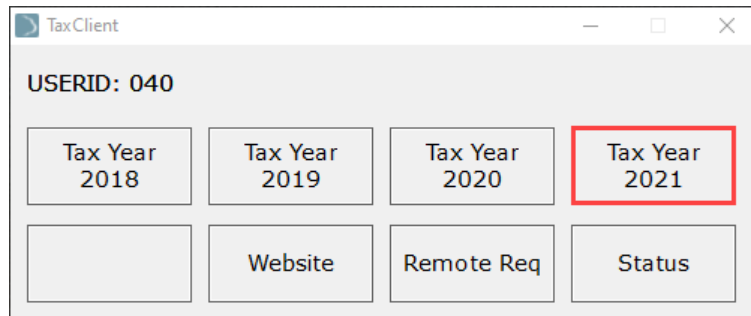 TaxClient
USERID: 040
Tax Year
2018
Tax Year
2019
Tax Year
2020
Tax Year
2021
Website
Remote Req
Status